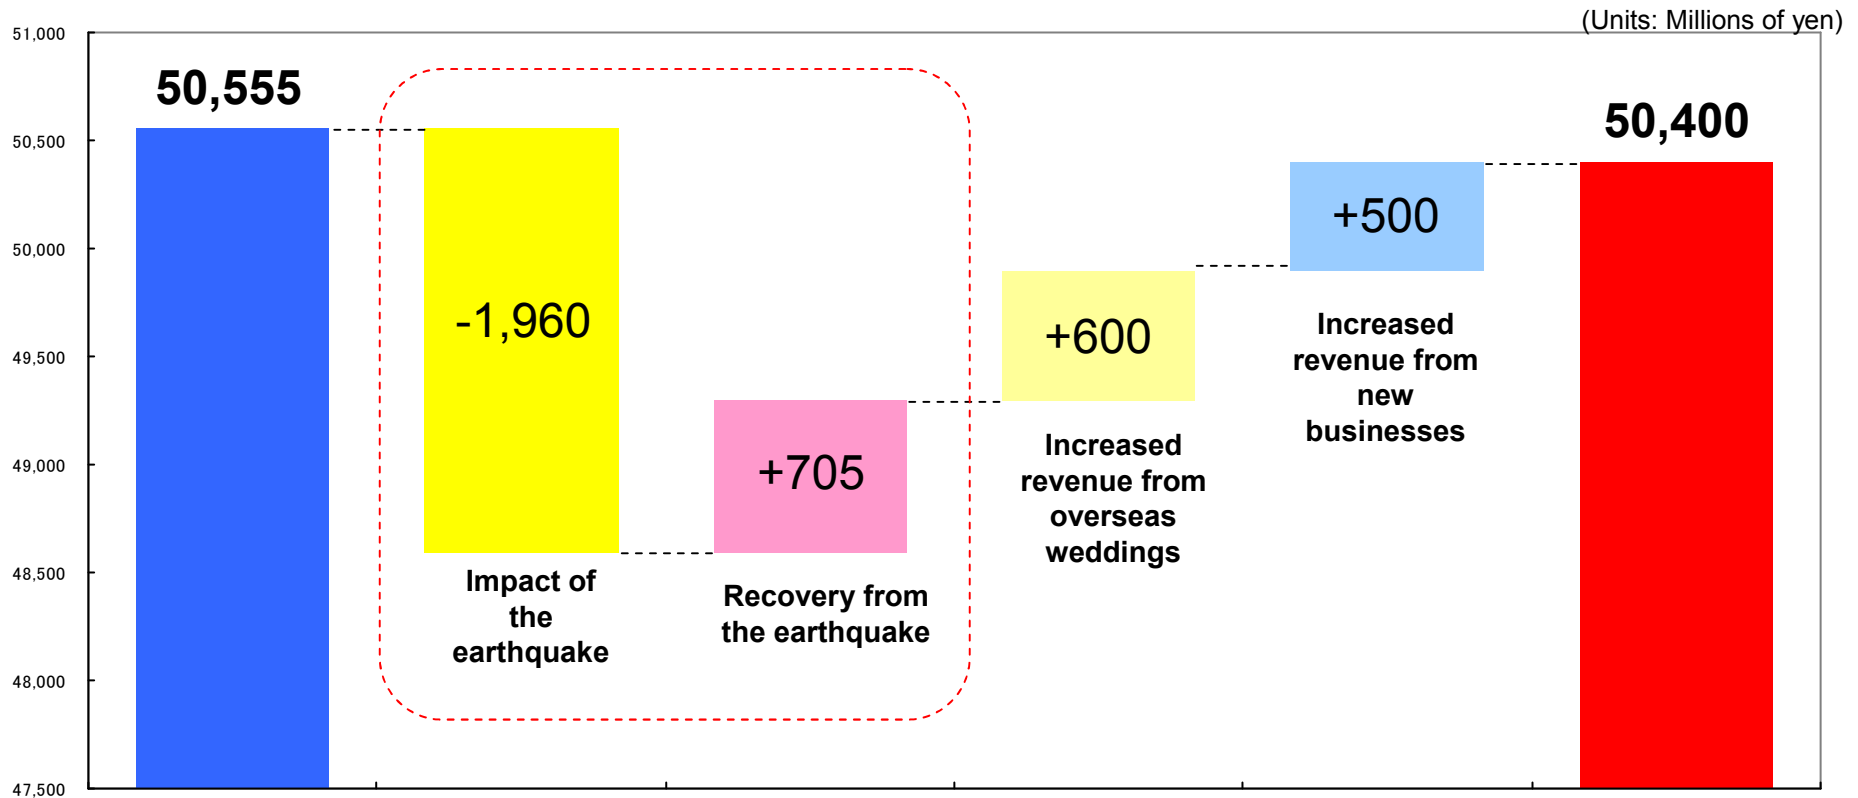 (Units: Millions of yen)
51,000
50,500
50,000
49,500
49,000
48,500
48,000
47,500
50,555
-1,960
Impact of
the
earthquake
+705
Recovery from
the earthquake
+600
Increased
revenue from
overseas
weddings
+500
Increased
revenue from
new
businesses
50,400